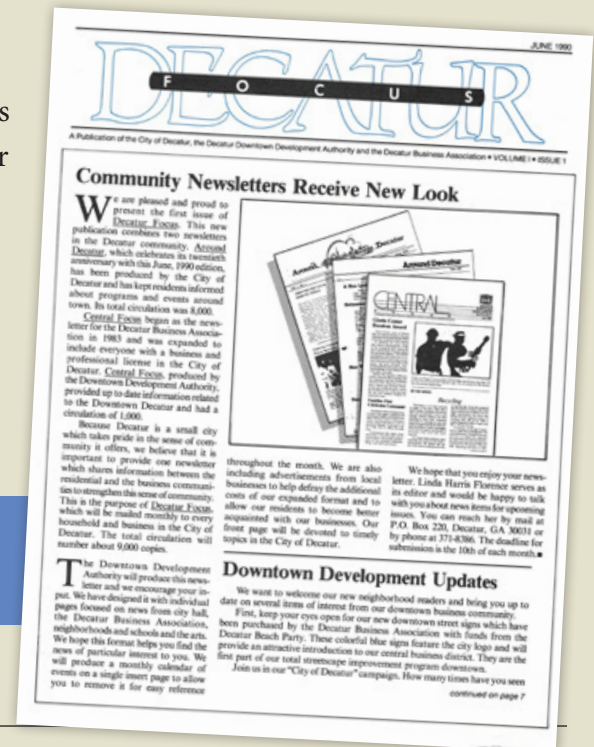 s
r
JUNE 1990
DECATUR
FOCUS
A Publication of the City of Decatur, the Decatur Downtown Development Authority and the Decatur Business Association • VOLUME I • ISSUE 1
Community Newsletters Receive New Look
We are pleased and proud to
present the first issue of
Decatur Focus. This new
publication combines two newsletters
in the Decatur community. Around
Decatur, which celebrates its twentieth
anniversary with this June, 1990 edition,
has been produced by the City of
Decatur and has kept residents informed
about programs and events around
town. Its total circulation was 8,000.
Central Focus began as the news-
letter for the Decatur Business Associa-
tion in 1983 and was expanded to
include everyone with a business and
professional license in the City of
Decatur. Central Focus, produced by
the Downtown Development Authority,
provided up to date information related
to the Downtown Decatur and had a
circulation of 1,000.
Because Decatur is a small city
which takes pride in the sense of com-
munity it offers, we believe that it is
important to provide one newsletter
which shares information between the
residential and the business communi-
ties to strengthen this sense of community.
This is the purpose of Decatur Focus,
which will be mailed monthly to every
household and business in the City of
Decatur. The total circulation will
number about 9,000 copies.
The Downtown Development
Authority will produce this news-
letter and we encourage your in-
put. We have designed it with individual
pages focused on news from city hall,
the Decatur Business Association,
neighborhoods and schools and the arts.
We hope this format helps you find the
news of particular interest to you. We
will produce a monthly calendar of
events on a single insert page to allow
you to remove it for easy reference
Around Decatur
Around Decatur
CENTRAL
Recycling
throughout the month. We are also
including advertisements from local
businesses to help defray the additional
costs of our expanded format and to
allow our residents to become better
acquainted with our businesses. Our
front page will be devoted to timely
topics in the City of Decatur.
We hope that you enjoy your news-
letter. Linda Harris Florence serves as
its editor and would be happy to talk
with you about news items for upcoming
issues. You can reach her by mail at
P.O. Box 220, Decatur, GA 30031 or
by phone at 371-8386. The deadline for
submission is the 10th of each month.■
Downtown Development Updates
We want to welcome our new neighborhood readers and bring you up to
date on several items of interest from our downtown business community.
First, keep your eyes open for our new downtown street signs which have
been purchased by the Decatur Business Association with funds from the
Decatur Beach Party. These colorful blue signs feature the city logo and will
provide an attractive introduction to our central business district. They are the
first part of our total streetscape improvement program downtown.
Join us in our "City of Decatur" campaign. How many times have you seen
continued on page 7